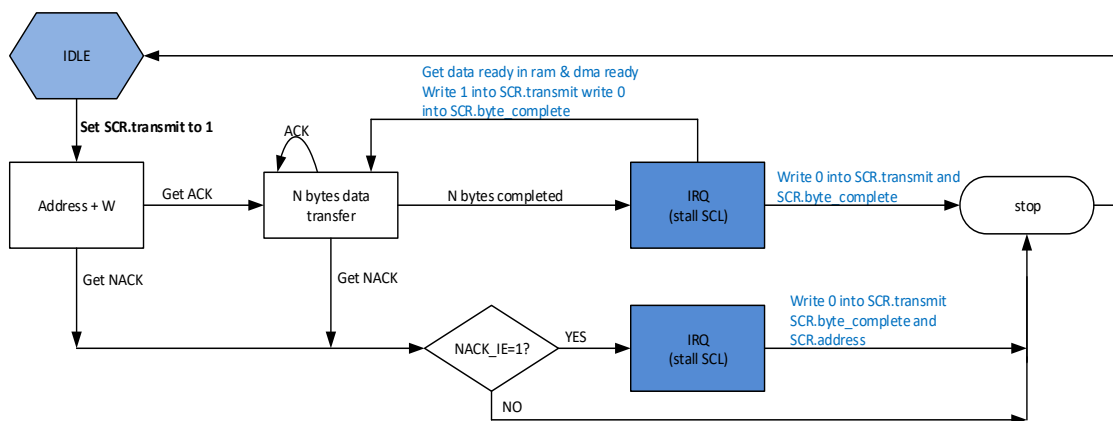 IDLE
Get data ready in ram & dma ready
Write 1 into SCR.transmit write 0
into SCR.byte_complete
Set SCR.transmit to 1
ACK
Address + W
Get ACK
N bytes data
transfer
N bytes completed
IRQ
(stall SCL)
Write 0 into SCR.transmit and
SCR.byte_complete
stop
Get NACK
Get NACK
NACK_IE=1?
YES
IRQ
(stall SCL)
Write 0 into SCR.transmit
SCR.byte_complete and
SCR.address
NO